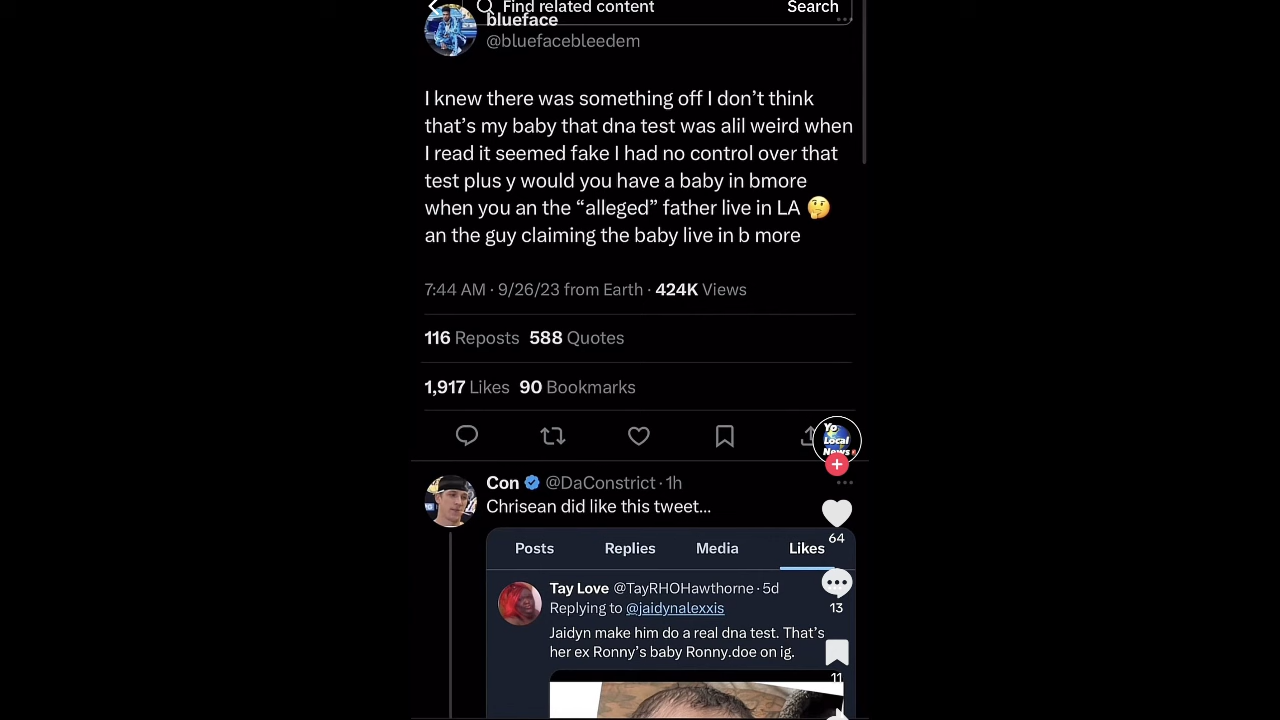 Find related content Search
blueface
@bluefacebleedem
I knew there was something off I don’t think
that’s my baby that dna test was alil weird when
I read it seemed fake I had no control over that
test plus y would you have a baby in bmore
when you an the “alleged” father live in LA 🤔
an the guy claiming the baby live in b more
7:44 AM · 9/26/23 from Earth · 424K Views
116 Reposts 588 Quotes
1,917 Likes 90 Bookmarks
Yo
Local
News
Con @DaConstrict · 1h
Chrisean did like this tweet...
64
Posts Replies Media Likes
Tay Love @TayRHOHawthorne · 5d
Replying to @jaidynalexxis
13
Jaidyn make him do a real dna test. That’s
her ex Ronny’s baby Ronny.doe on ig.
11